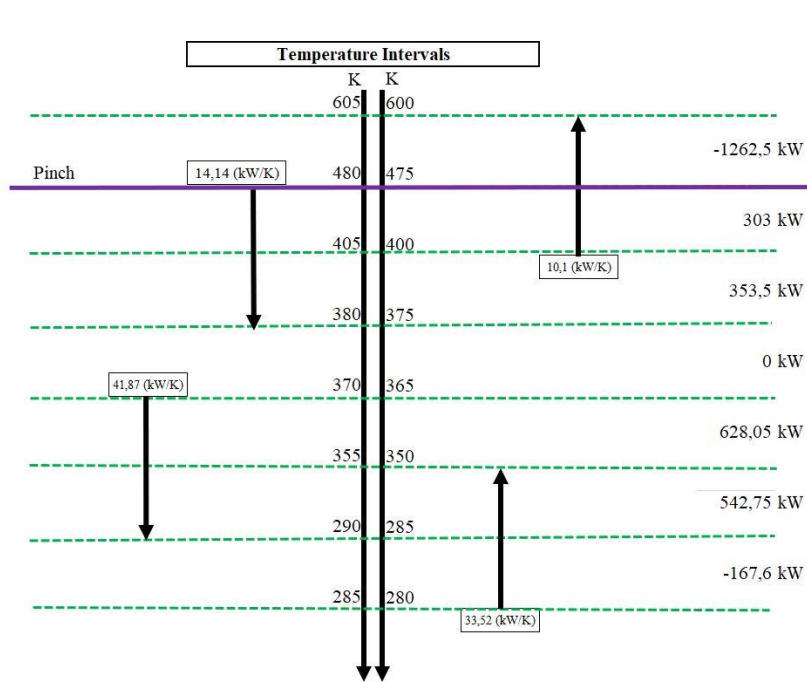 Temperature Intervals
K K
605 600
-1262,5 kW
Pinch 14,14 (kW/K) 480 475
303 kW
405 400
10,1 (kW/K)
353,5 kW
380 375
0 kW
41,87 (kW/K) 370 365
628,05 kW
355 350
542,75 kW
290 285
-167,6 kW
285 280
33,52 (kW/K)